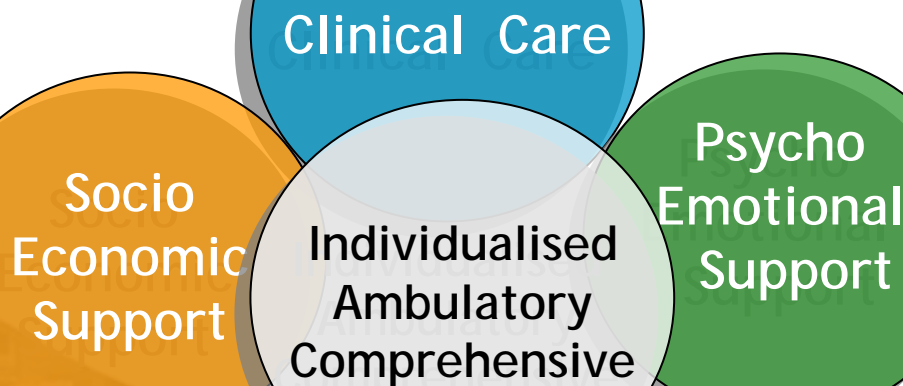 Clinical Care
Socio
Economic
Support
Individualised
Ambulatory
Comprehensive
Psycho
Emotional
Support